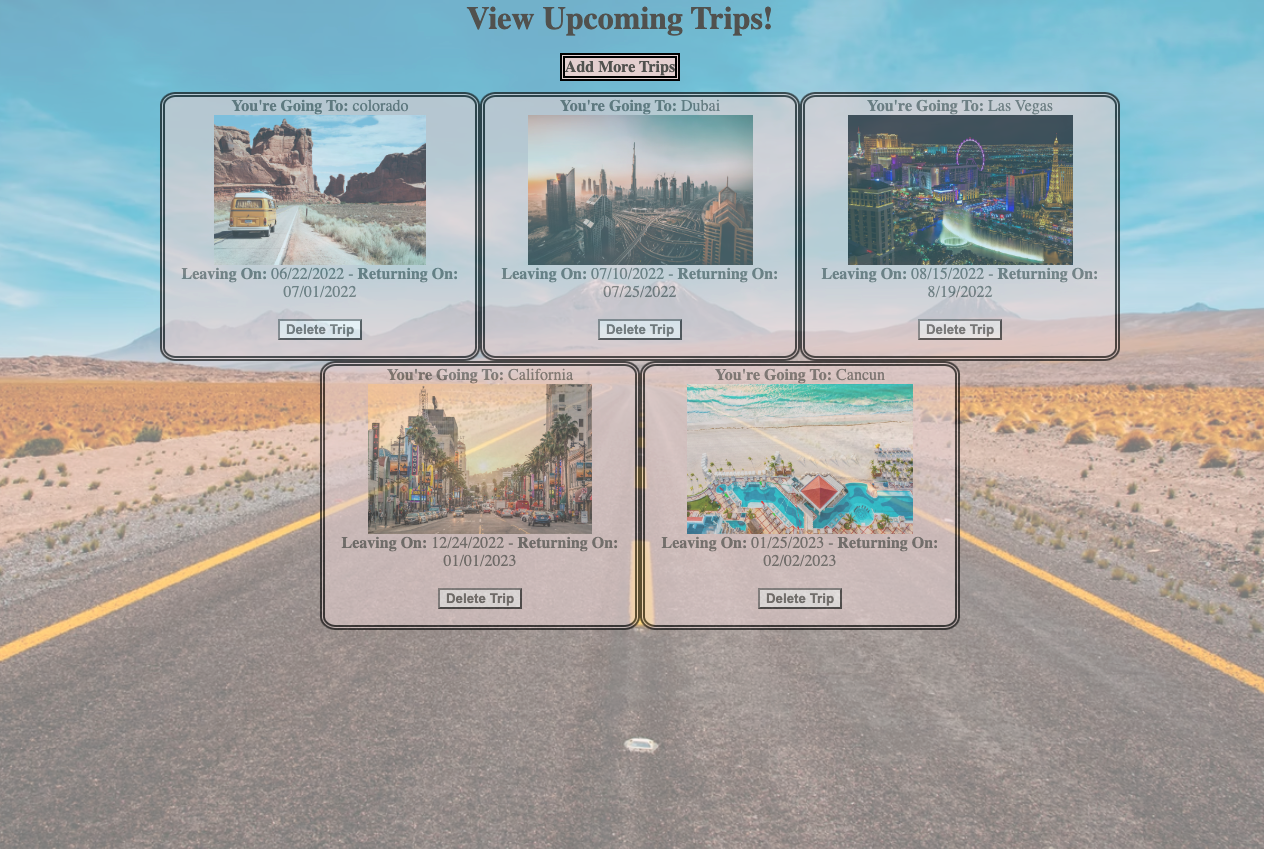 View Upcoming Trips!
Add More Trips
You're Going To: colorado
Leaving On: 06/22/2022 - Returning On:
07/01/2022
Delete Trip
You're Going To: Dubai
Leaving On: 07/10/2022 - Returning On:
07/25/2022
Delete Trip
You're Going To: Las Vegas
Leaving On: 08/15/2022 - Returning On:
8/19/2022
Delete Trip
You're Going To: California
Leaving On: 12/24/2022 - Returning On:
01/01/2023
Delete Trip
You're Going To: Cancun
Leaving On: 01/25/2023 - Returning On:
02/02/2023
Delete Trip